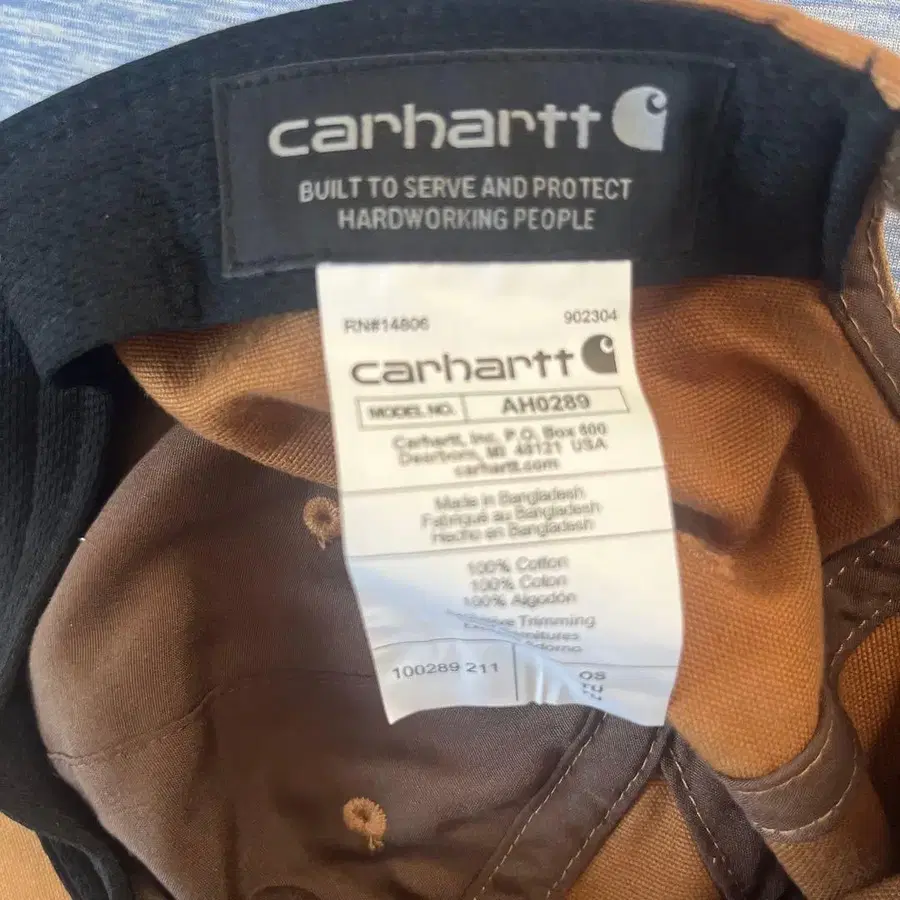 carhartt
BUILT TO SERVE AND PROTECT
HARDWORKING PEOPLE
RN#14806 902304
carhartt
MODEL NO. AH0289
Carhartt, Inc. P.O. Box 600
Dearborn, MI 48121 USA
carhartt.com
Made in Bangladesh
Fabriqué au Bangladesh
Hecho en Bangladesh
100% Cotton
100% Coton
100% Algodón
Trimming
100289 211 OS